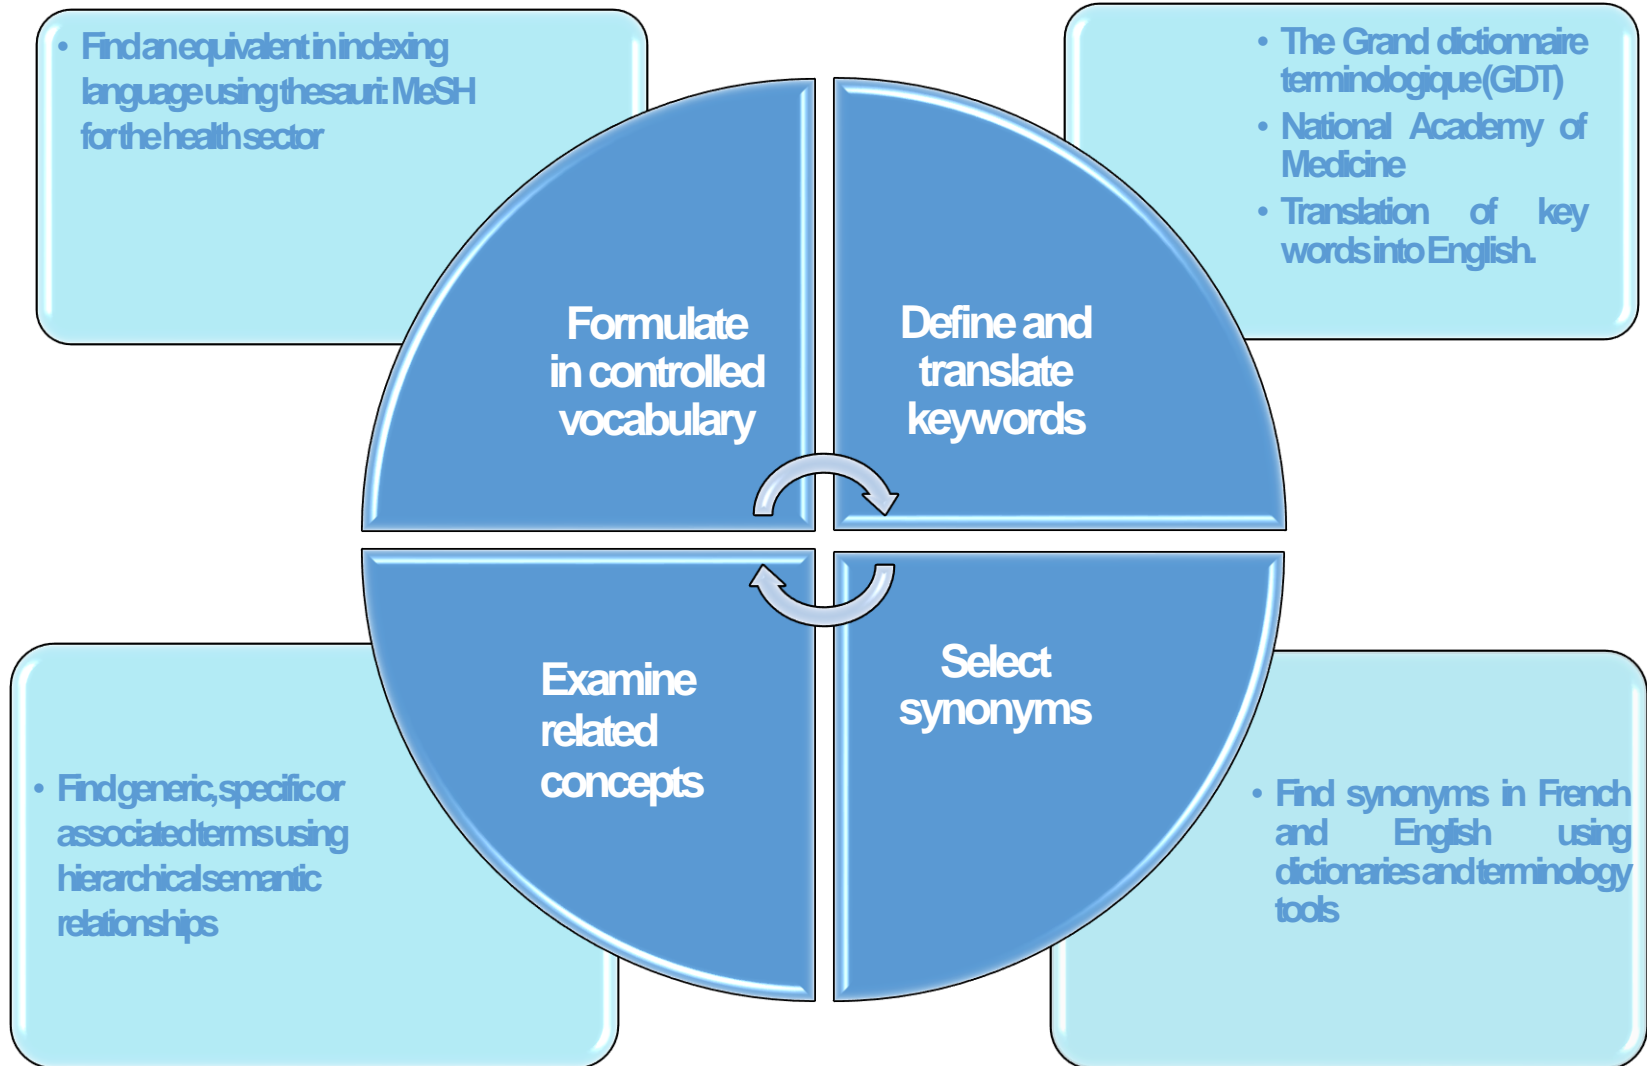 • Find an equivalent in indexing
language using thesauri: MeSH
for the health sector
• The Grand dictionnaire
terminologique (GDT)
• National Academy of
Medicine
• Translation of key
words into English.
Formulate
in controlled
vocabulary
Define and
translate
keywords
Examine
related
concepts
Select
synonyms
• Find generic, specific or
associated terms using
hierarchical semantic
relationships
• Find synonyms in French
and English using
dictionaries and terminology
tools